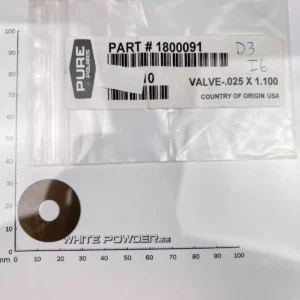 PURE
POLARIS
PART # 1800091
D3
I6
VALVE-.025 X 1.100
COUNTRY OF ORIGIN USA
100
90
80
70
60
50
40
30
20
10
0
mm 10 20 30 40 50 60 70 80 90 100
WHITE POWDER